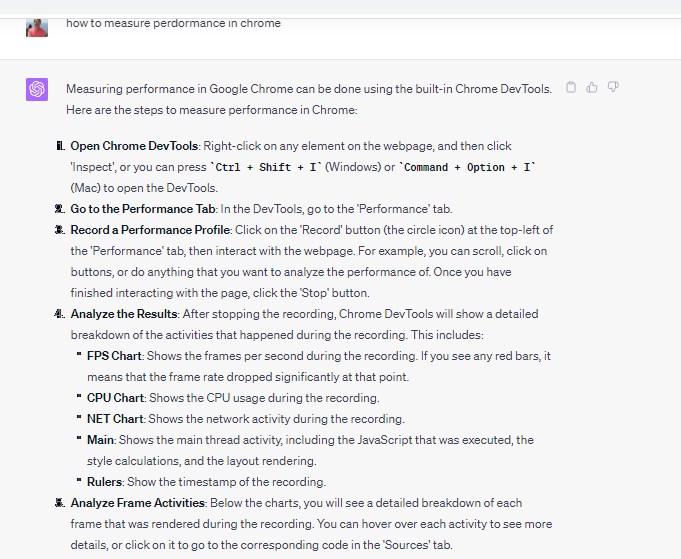 how to measure perdormance in chrome
Measuring performance in Google Chrome can be done using the built-in Chrome DevTools.
Here are the steps to measure performance in Chrome:
1. Open Chrome DevTools: Right-click on any element on the webpage, and then click
'Inspect', or you can press `Ctrl + Shift + I` (Windows) or `Command + Option + I`
(Mac) to open the DevTools.
2. Go to the Performance Tab: In the DevTools, go to the 'Performance' tab.
3. Record a Performance Profile: Click on the 'Record' button (the circle icon) at the top-left of
the 'Performance' tab, then interact with the webpage. For example, you can scroll, click on
buttons, or do anything that you want to analyze the performance of. Once you have
finished interacting with the page, click the 'Stop' button.
4. Analyze the Results: After stopping the recording, Chrome DevTools will show a detailed
breakdown of the activities that happened during the recording. This includes:
▪ FPS Chart: Shows the frames per second during the recording. If you see any red bars, it
means that the frame rate dropped significantly at that point.
▪ CPU Chart: Shows the CPU usage during the recording.
▪ NET Chart: Shows the network activity during the recording.
▪ Main: Shows the main thread activity, including the JavaScript that was executed, the
style calculations, and the layout rendering.
▪ Rulers: Show the timestamp of the recording.
5. Analyze Frame Activities: Below the charts, you will see a detailed breakdown of each
frame that was rendered during the recording. You can hover over each activity to see more
details, or click on it to go to the corresponding code in the 'Sources' tab.